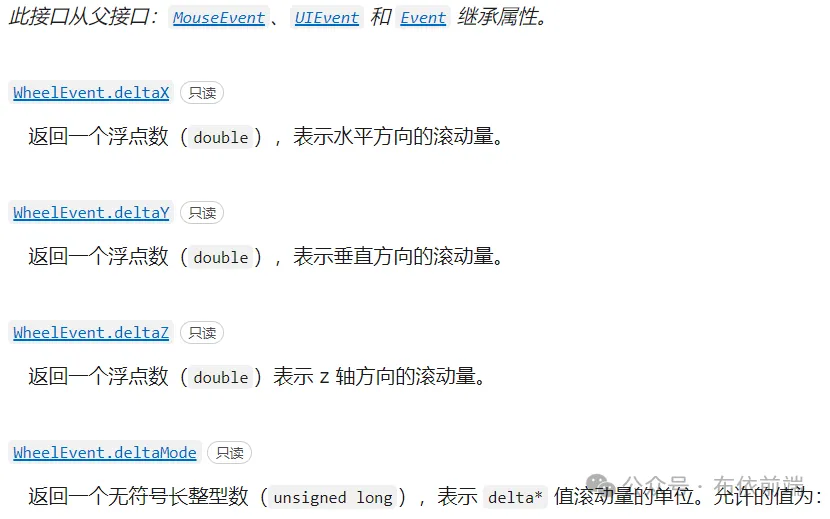 此接口从父接口：MouseEvent、UIEvent 和 Event 继承属性。
WheelEvent.deltaX 只读
返回一个浮点数（double），表示水平方向的滚动量。
WheelEvent.deltaY 只读
返回一个浮点数（double），表示垂直方向的滚动量。
WheelEvent.deltaZ 只读
返回一个浮点数（double）表示 z 轴方向的滚动量。
WheelEvent.deltaMode 只读
返回一个无符号长整型数（unsigned long），表示 delta* 值滚动量的单位。允许的值为：
公众号 · 布依前端